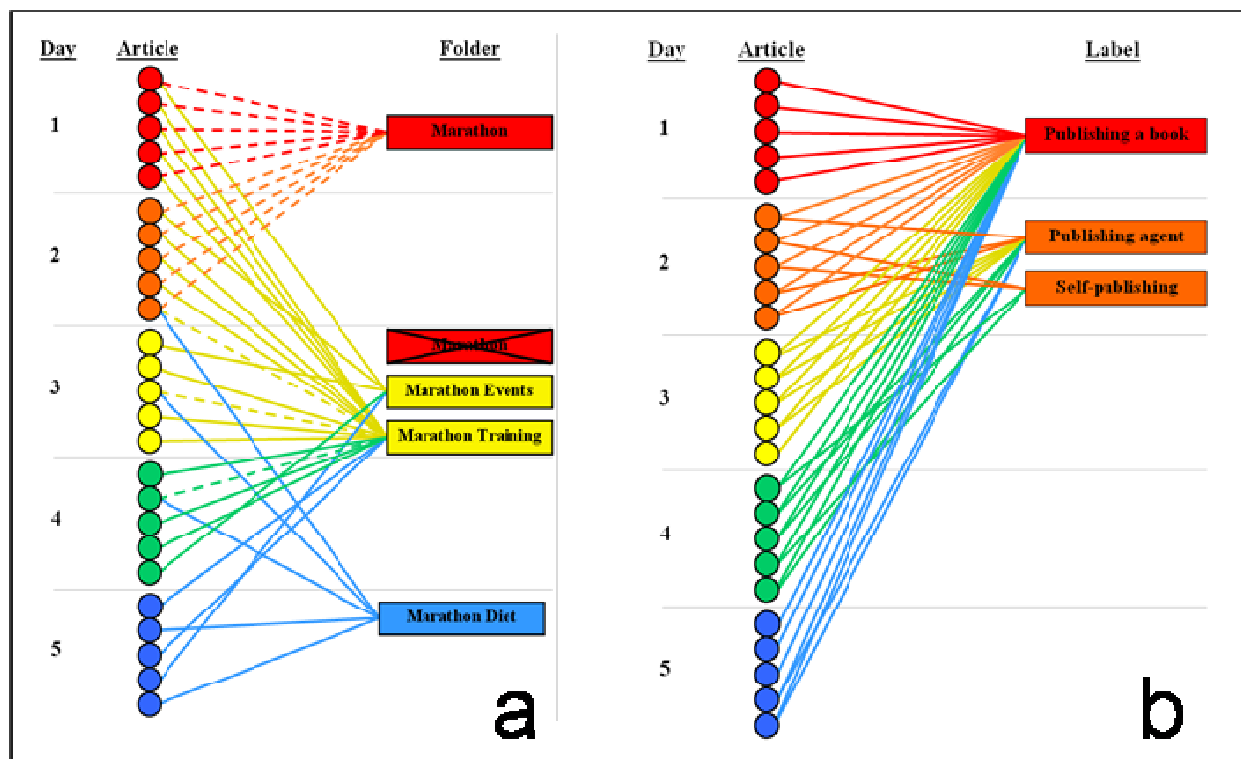 Day Article Folder
1
Marathon
2
Marathon
3
Marathon Events
Marathon Training
4
Marathon Diet
5
a
Day Article Label
1
Publishing a book
2
Publishing agent
Self-publishing
3
4
5
b